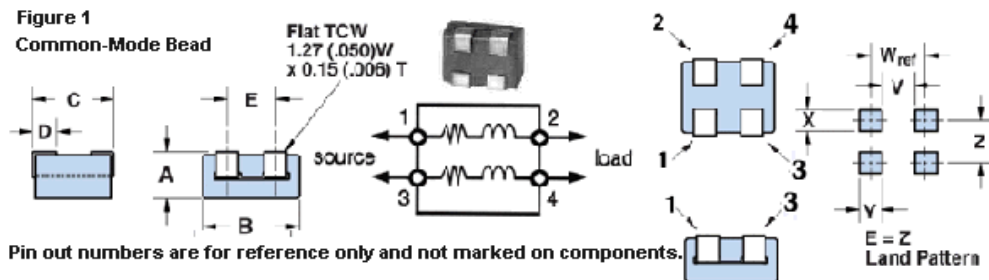 Figure 1
Common-Mode Bead
Flat TCW
1.27 (.050)W
x 0.15 (.006) T
C
D
E
A
B
1
2
source
load
3
4
2
4
1
3
1
3
Wref
V
X
Z
Y
E = Z
Land Pattern
Pin out numbers are for reference only and not marked on components.